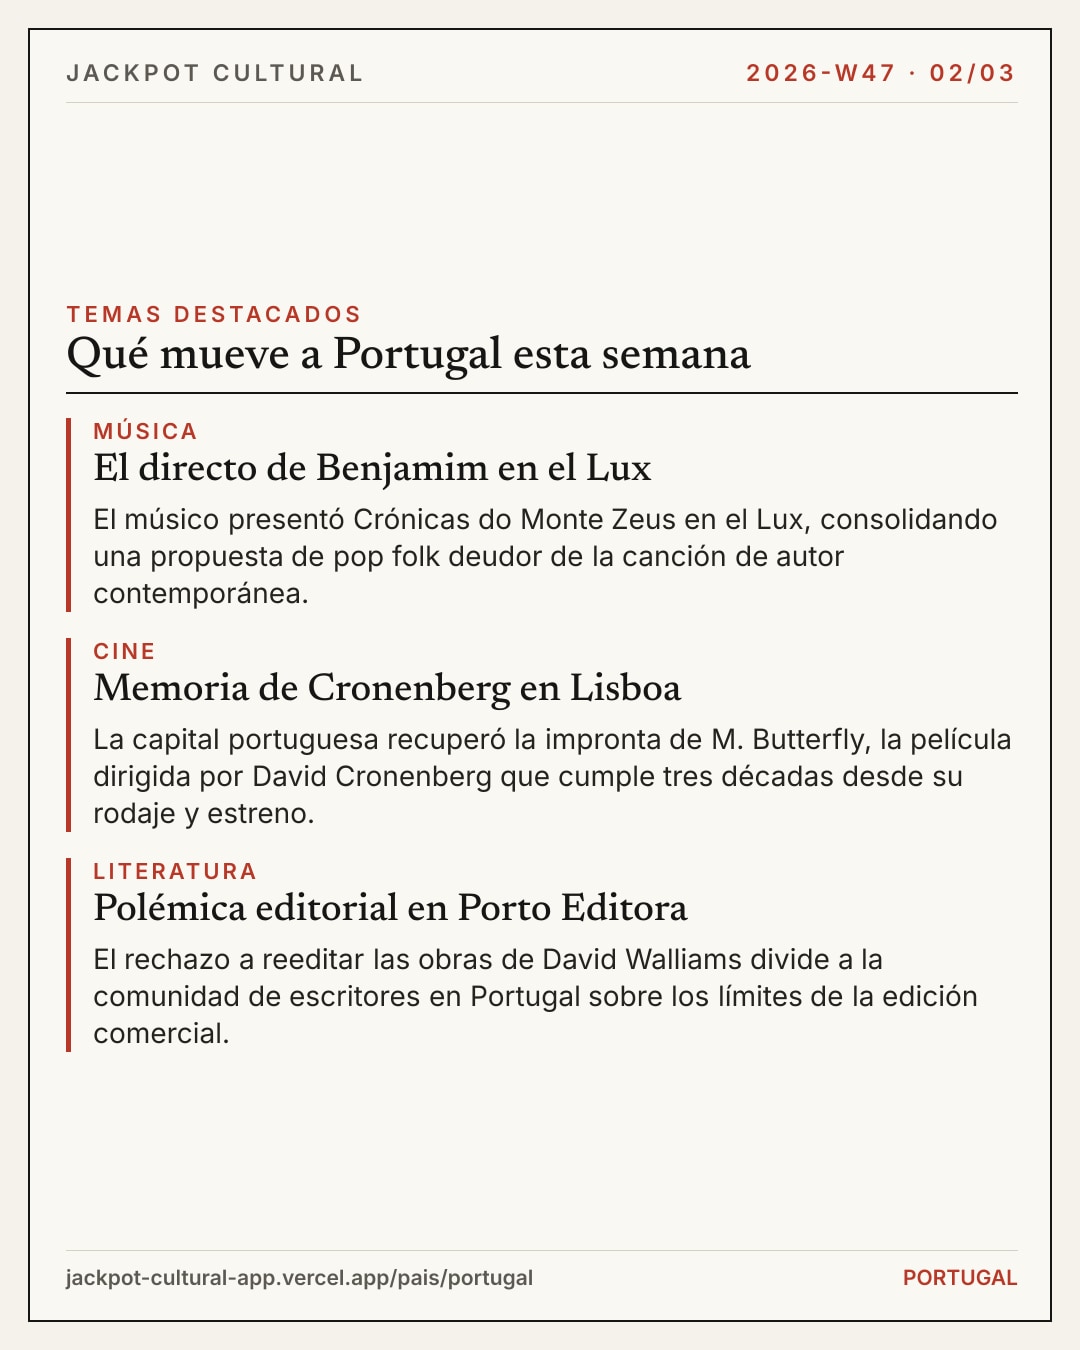 JACKPOT CULTURAL
2026-W47 · 02/03
TEMAS DESTACADOS
Qué mueve a Portugal esta semana
MÚSICA
El directo de Benjamim en el Lux
El músico presentó Crónicas do Monte Zeus en el Lux, consolidando
una propuesta de pop folk deudor de la canción de autor
contemporánea.
CINE
Memoria de Cronenberg en Lisboa
La capital portuguesa recuperó la impronta de M. Butterfly, la película
dirigida por David Cronenberg que cumple tres décadas desde su
rodaje y estreno.
LITERATURA
Polémica editorial en Porto Editora
El rechazo a reeditar las obras de David Walliams divide a la
comunidad de escritores en Portugal sobre los límites de la edición
comercial.
jackpot-cultural-app.vercel.app/pais/portugal
PORTUGAL